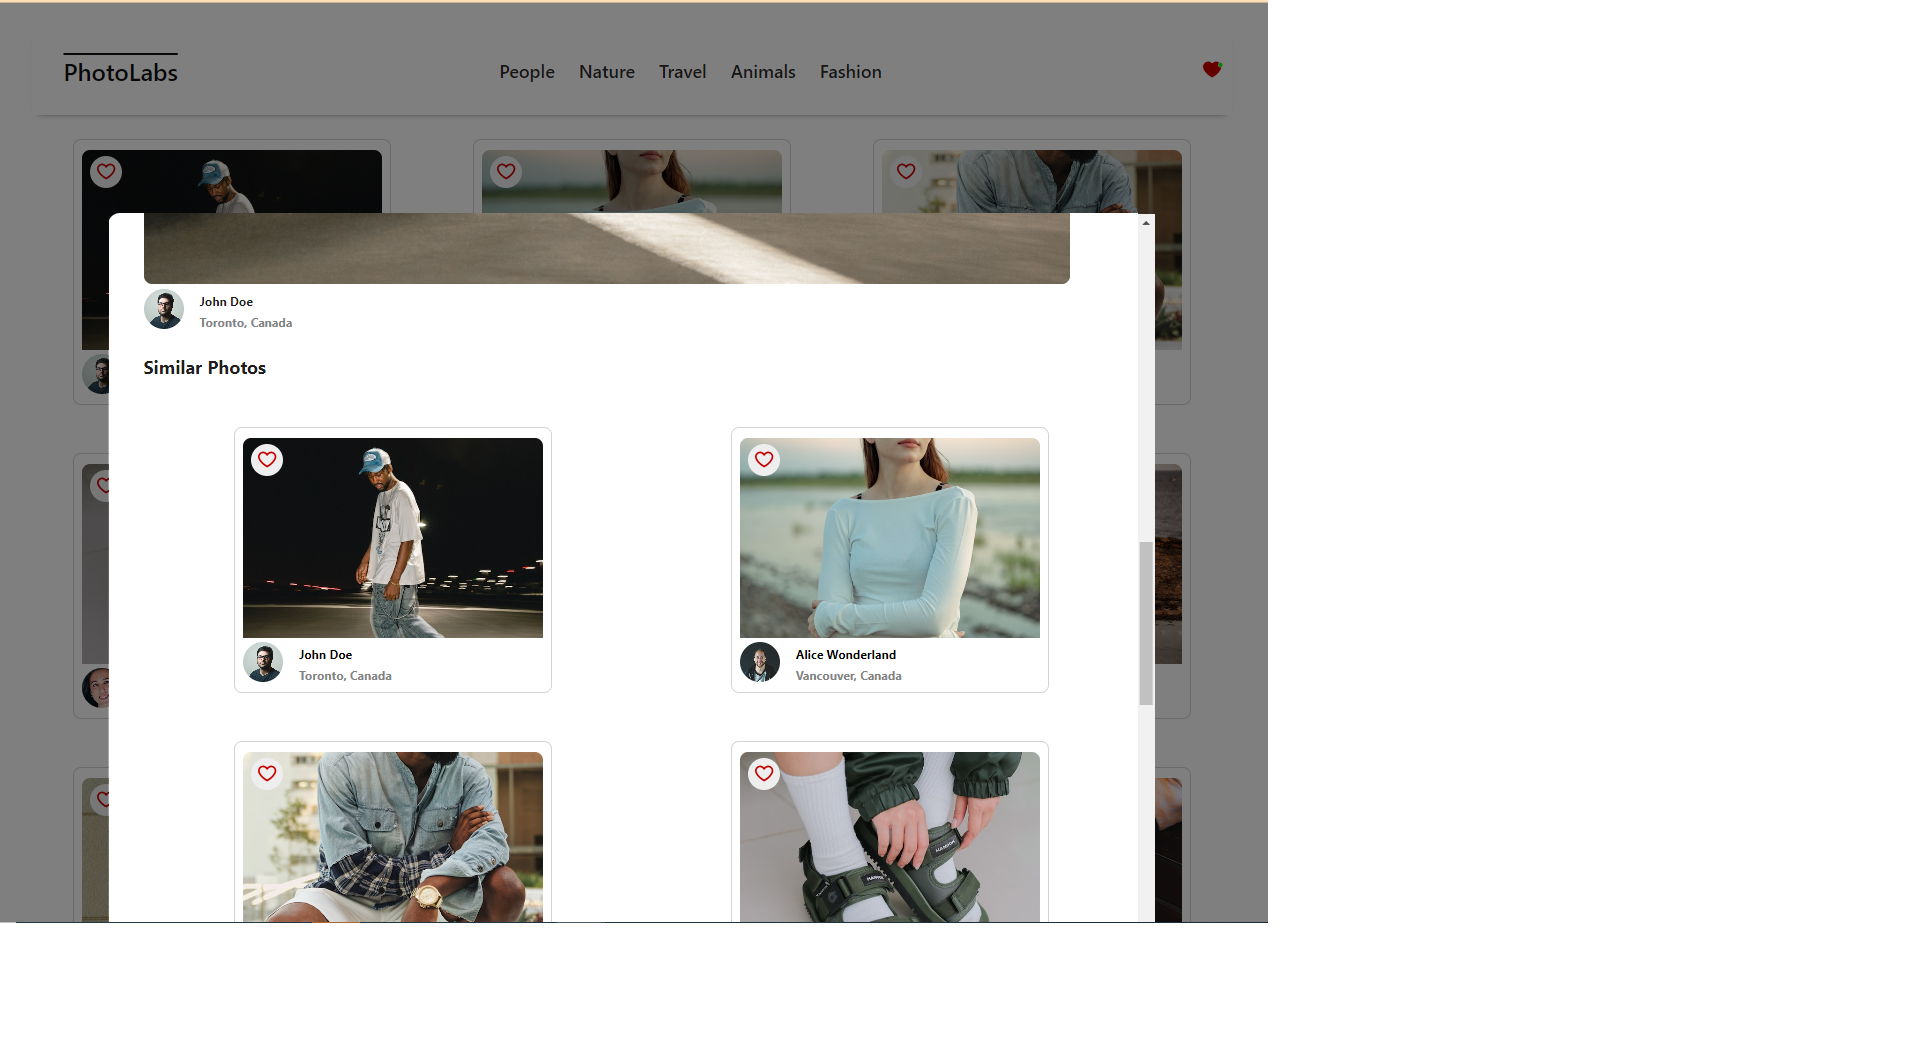 PhotoLabs
People Nature Travel Animals Fashion
John Doe
Toronto, Canada
Similar Photos
John Doe
Toronto, Canada
Alice Wonderland
Vancouver, Canada